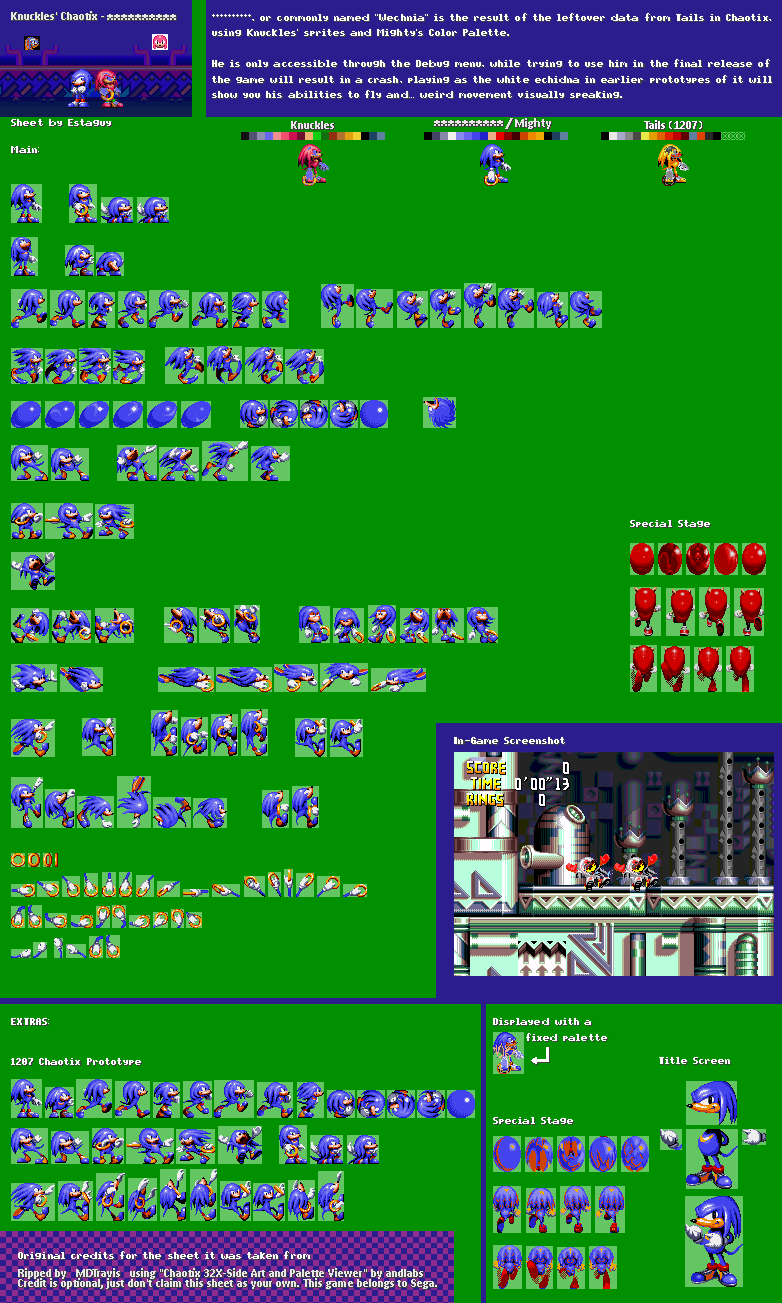 Knuckles' Chaotix - **********
**********, or commonly named "Wechnia" is the result of the leftover data from Tails in Chaotix,
using Knuckles' sprites and Mighty's Color Palette.
He is only accessible through the Debug menu, while trying to use him in the final release of
the game will result in a crash, playing as the white echidna in earlier prototypes of it will
show you his abilities to fly and... weird movement visually speaking.
Sheet by Estaguy
Knuckles
********** / Mighty
Tails (1207)
Main:
Special Stage
In-Game Screenshot
SCORE 0
TIME 0'00"13
RINGS 0
EXTRAS:
1207 Chaotix Prototype
Displayed with a
fixed palette
Title Screen
Special Stage
Original credits for the sheet it was taken from
Ripped by MDTravis using "Chaotix 32X-Side Art and Palette Viewer" by andlabs
Credit is optional, just don't claim this sheet as your own. This game belongs to Sega.